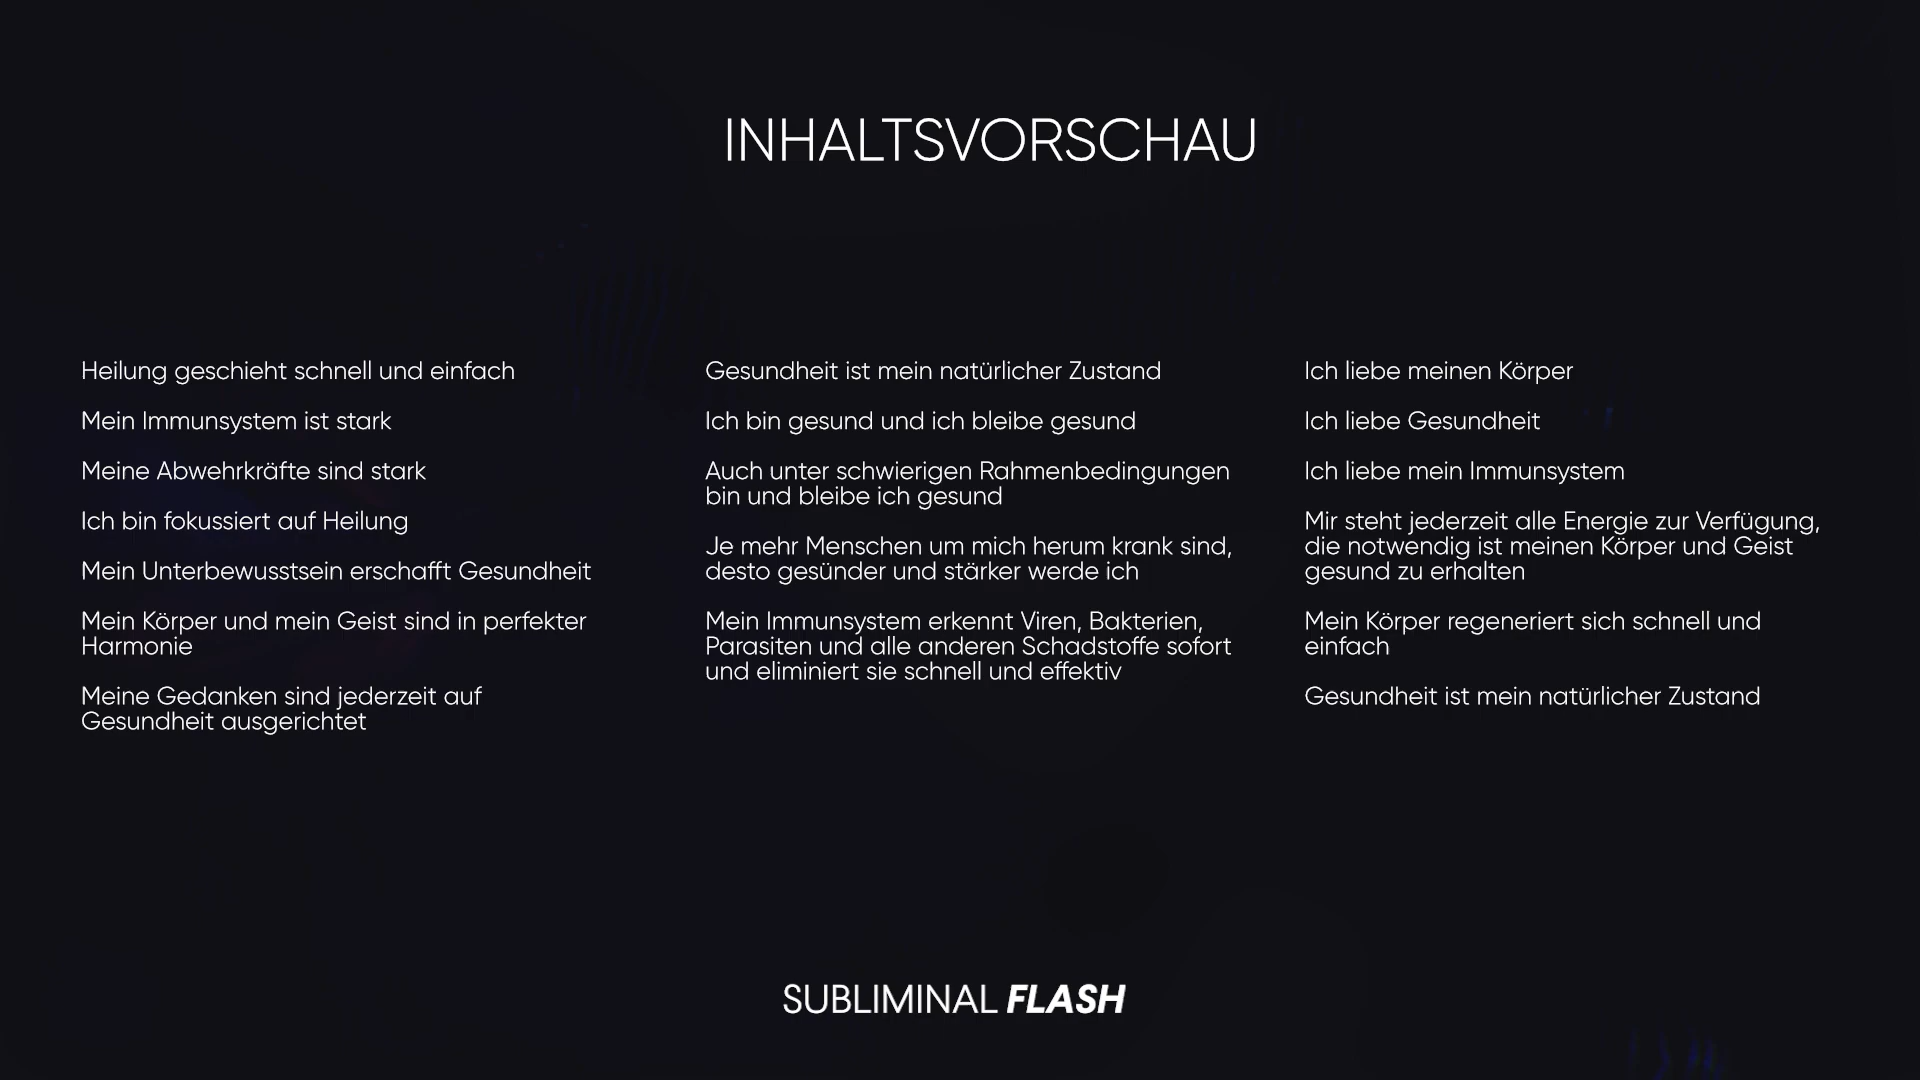 INHALTSVORSCHAU
Heilung geschieht schnell und einfach
Mein Immunsystem ist stark
Meine Abwehrkräfte sind stark
Ich bin fokussiert auf Heilung
Mein Unterbewusstsein erschafft Gesundheit
Mein Körper und mein Geist sind in perfekter
Harmonie
Meine Gedanken sind jederzeit auf
Gesundheit ausgerichtet
Gesundheit ist mein natürlicher Zustand
Ich bin gesund und ich bleibe gesund
Auch unter schwierigen Rahmenbedingungen
bin und bleibe ich gesund
Je mehr Menschen um mich herum krank sind,
desto gesünder und stärker werde ich
Mein Immunsystem erkennt Viren, Bakterien,
Parasiten und alle anderen Schadstoffe sofort
und eliminiert sie schnell und effektiv
Ich liebe meinen Körper
Ich liebe Gesundheit
Ich liebe mein Immunsystem
Mir steht jederzeit alle Energie zur Verfügung,
die notwendig ist meinen Körper und Geist
gesund zu erhalten
Mein Körper regeneriert sich schnell und
einfach
Gesundheit ist mein natürlicher Zustand
SUBLIMINAL FLASH